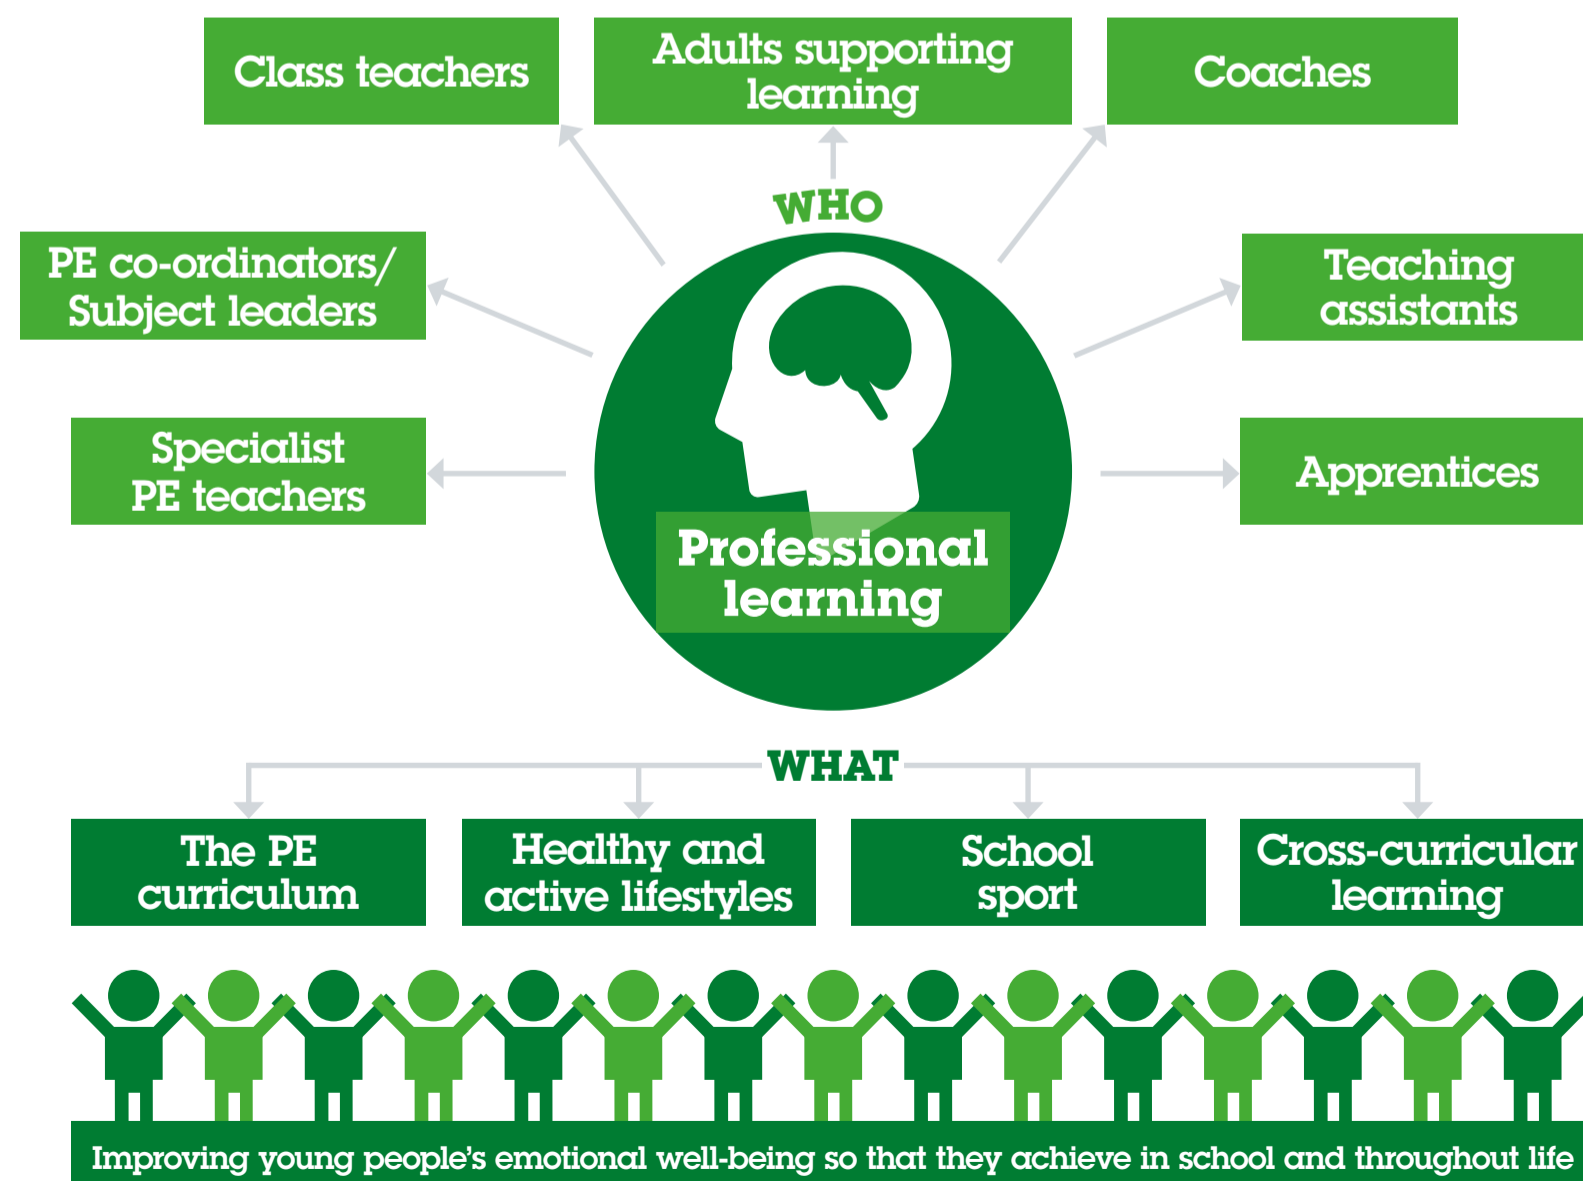 Class teachers
Adults supporting
learning
Coaches
WHO
PE co-ordinators/
Subject leaders
Teaching
assistants
Specialist
PE teachers
Apprentices
Professional
learning
WHAT
The PE
curriculum
Healthy and
active lifestyles
School
sport
Cross-curricular
learning
Improving young people's emotional well-being so that they achieve in school and throughout life